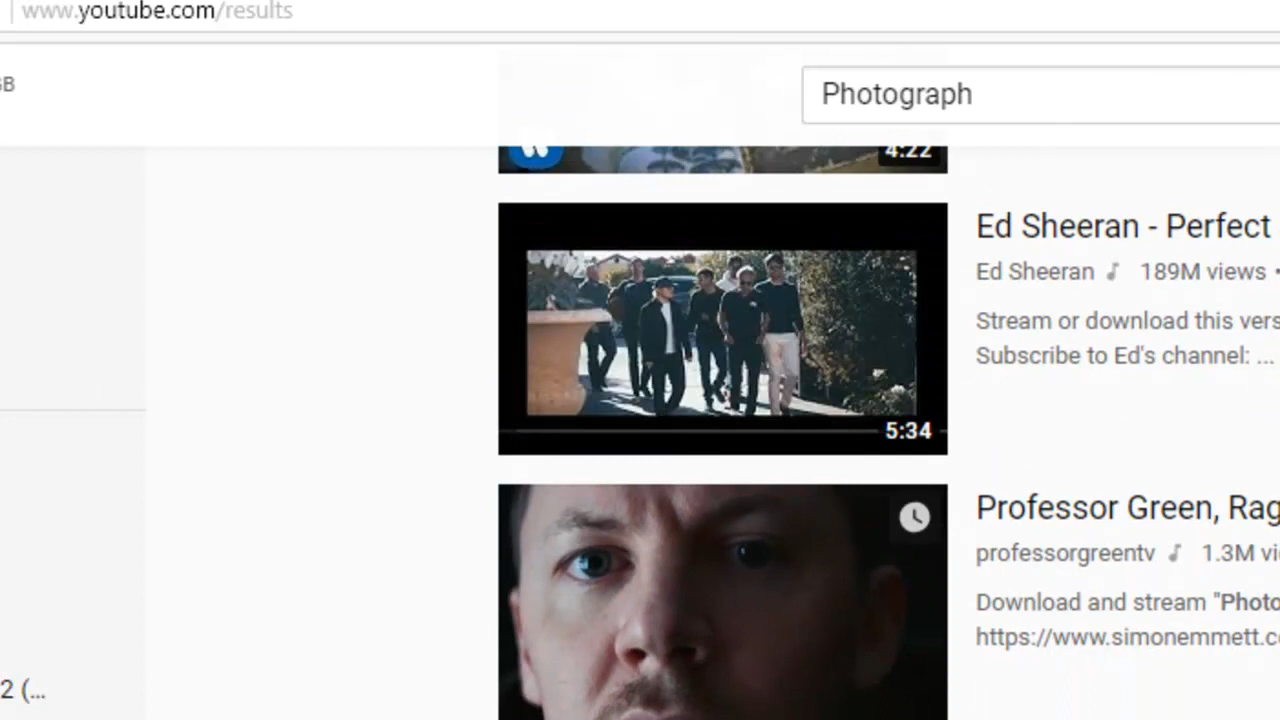 www.youtube.com/results
GB
Photograph
4:22
Ed Sheeran - Perfect
Ed Sheeran 189M views •
Stream or download this vers
Subscribe to Ed's channel: ...
5:34
Professor Green, Rag
professorgreentv 1.3M vi
Download and stream "Photo
https://www.simonemmett.c
2 (...